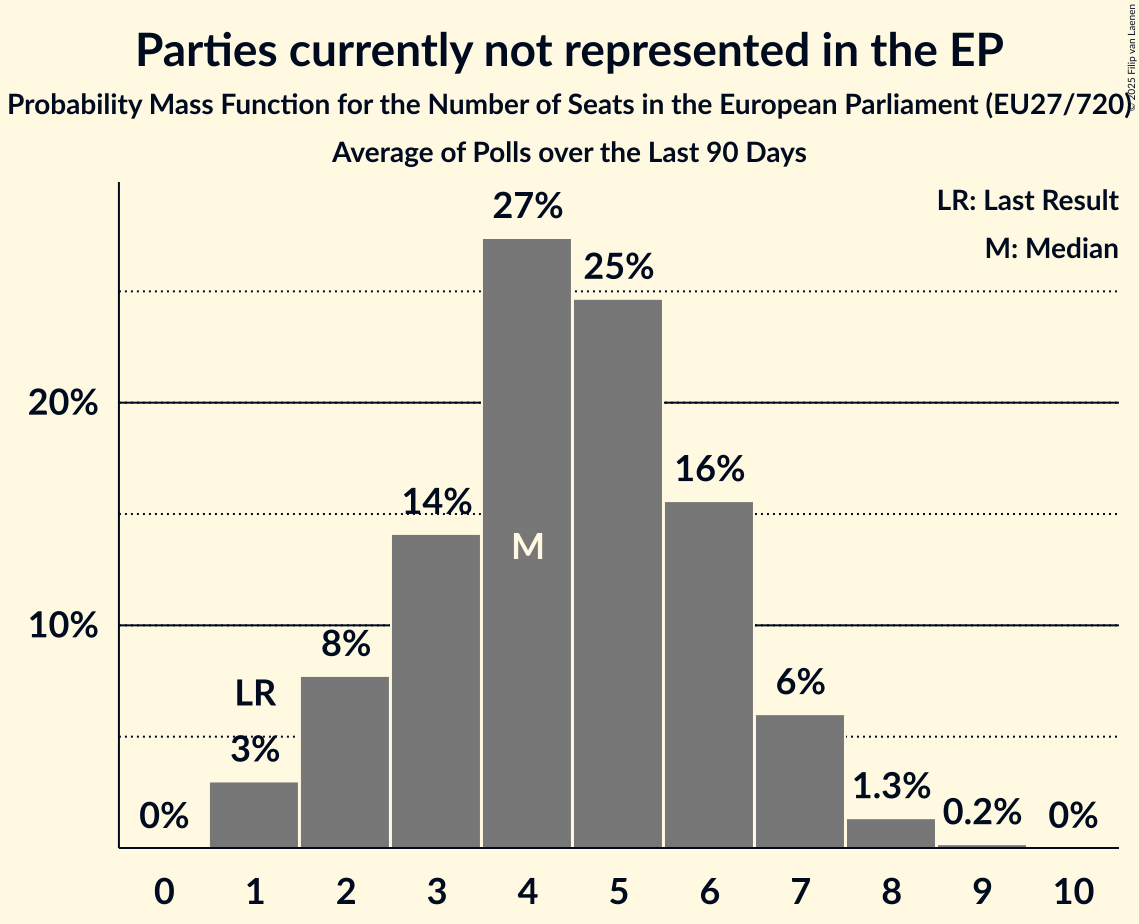 Parties currently not represented in the EP
Probability Mass Function for the Number of Seats in the European Parliament (EU27/720)
Average of Polls over the Last 90 Days
© 2025 Filip van Laenen
LR: Last Result
M: Median
27%
25%
20%
16%
14%
M
10%
8%
6%
LR
3%
1.3%
0.2%
0%
0%
0 1 2 3 4 5 6 7 8 9 10